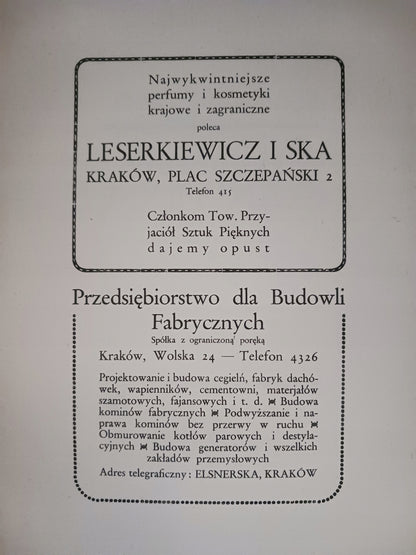 Najwykwintniejsze
perfumy i kosmetyki
krajowe i zagraniczne
poleca
LESERKIEWICZ I SKA
KRAKÓW, PLAC SZCZEPAŃSKI 2
Telefon 415
Członkom Tow. Przy-
jaciół Sztuk Pięknych
dajemy opust
Przedsiębiorstwo dla Budowli
Fabrycznych
Spółka z ograniczoną poręką
Kraków, Wolska 24 — Telefon 4326
Projektowanie i budowa cegielń, fabryk dachó-
wek, wapienników, cementowni, materjałów
szamotowych, fajansowych i t. d. ✖ Budowa
kominów fabrycznych ✖ Podwyższanie i na-
prawa kominów bez przerwy w ruchu ✖
Obmurowanie kotłów parowych i destyla-
cyjnych ✖ Budowa generatorów i wszelkich
zakładów przemysłowych
Adres telegraficzny: ELSNERSKA, KRAKÓW